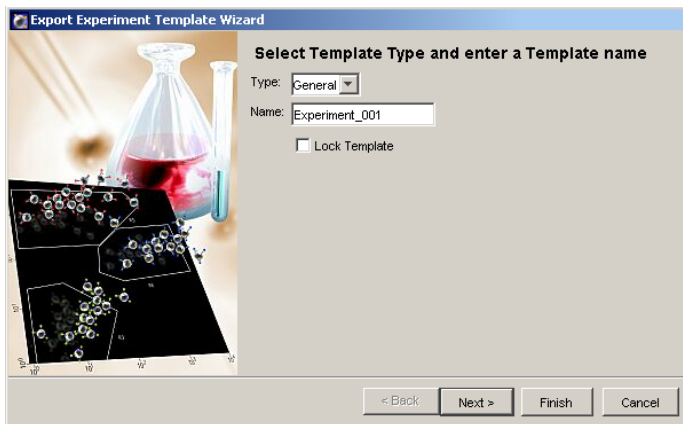 Export Experiment Template Wizard
Select Template Type and enter a Template name
Type: General
Name: Experiment_001
Lock Template
< Back Next > Finish Cancel